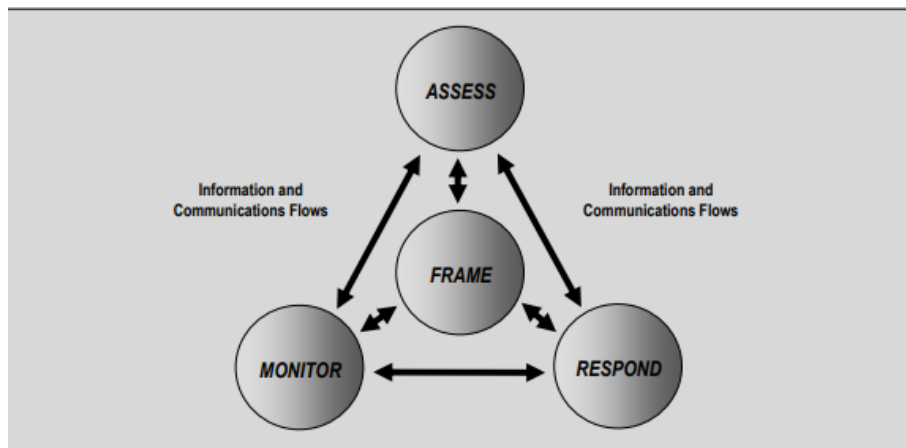 ASSESS
Information and
Communications Flows
Information and
Communications Flows
FRAME
MONITOR
RESPOND